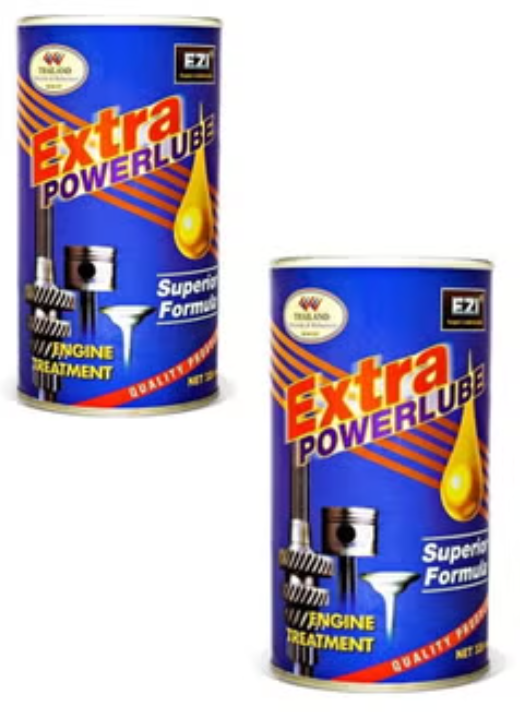 THAILAND
EZI
Extra
POWERLUBE
Superior
Formula
ENGINE
TREATMENT
QUALITY
NET
THAILAND
EZI
Extra
POWERLUBE
Superior
Formula
ENGINE
TREATMENT
QUALITY
NET